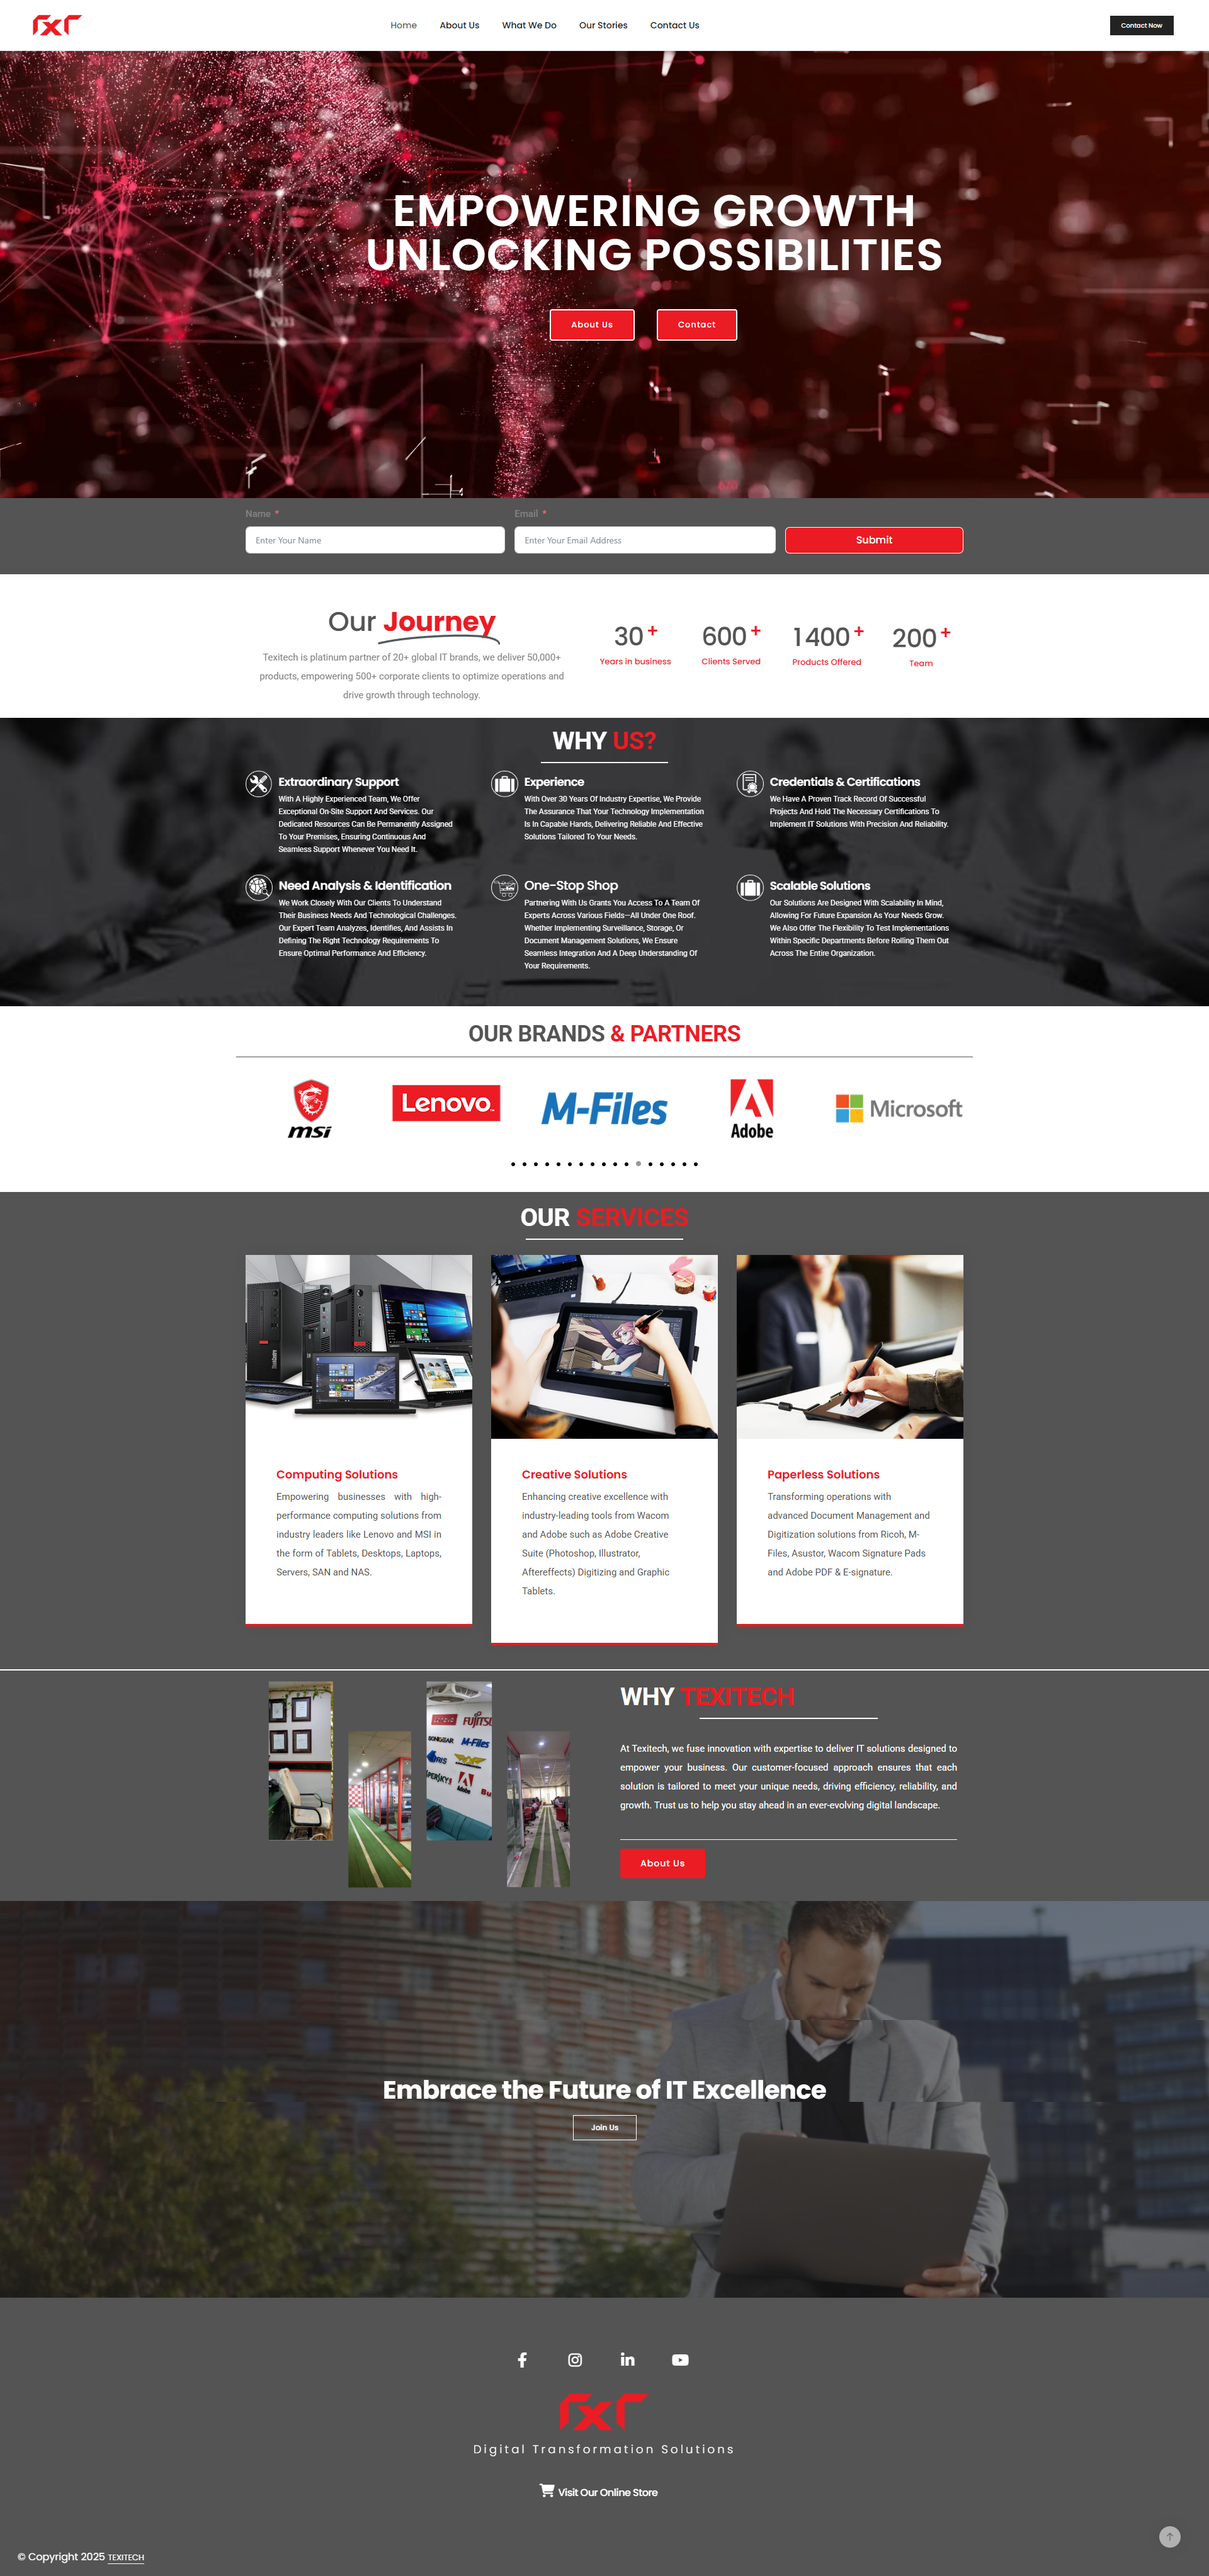 Home About Us What We Do Our Stories Contact Us
Contact Now
EMPOWERING GROWTH
UNLOCKING POSSIBILITIES
About Us Contact
Name * Email *
Enter Your Name Enter Your Email Address Submit
Our Journey
Texitech is platinum partner of 20+ global IT brands, we deliver 50,000+
products, empowering 500+ corporate clients to optimize operations and
drive growth through technology.
30 + 600 + 1400 + 200 +
Years in business Clients Served Products Offered Team
WHY US?
Extraordinary Support
With A Highly Experienced Team, We Offer
Exceptional On-Site Support And Services. Our
Dedicated Resources Can Be Permanently Assigned
To Your Premises, Ensuring Continuous And
Seamless Support Whenever You Need It.
Experience
With Over 30 Years Of Industry Expertise, We Provide
The Assurance That Your Technology Implementation
Is In Capable Hands, Delivering Reliable And Effective
Solutions Tailored To Your Needs.
Credentials & Certifications
We Have A Proven Track Record Of Successful
Projects And Hold The Necessary Certifications To
Implement IT Solutions With Precision And Reliability.
Need Analysis & Identification
We Work Closely With Our Clients To Understand
Their Business Needs And Technological Challenges.
Our Expert Team Analyzes, Identifies, And Assists In
Defining The Right Technology Requirements To
Ensure Optimal Performance And Efficiency.
One-Stop Shop
Partnering With Us Grants You Access To A Team Of
Experts Across Various Fields—All Under One Roof.
Whether Implementing Surveillance, Storage, Or
Document Management Solutions, We Ensure
Seamless Integration And A Deep Understanding Of
Your Requirements.
Scalable Solutions
Our Solutions Are Designed With Scalability In Mind,
Allowing For Future Expansion As Your Needs Grow.
We Also Offer The Flexibility To Test Implementations
Within Specific Departments Before Rolling Them Out
Across The Entire Organization.
OUR BRANDS & PARTNERS
msi Lenovo M-Files Adobe Microsoft
OUR SERVICES
Computing Solutions
Empowering businesses with high-
performance computing solutions from
industry leaders like Lenovo and MSI in
the form of Tablets, Desktops, Laptops,
Servers, SAN and NAS.
Creative Solutions
Enhancing creative excellence with
industry-leading tools from Wacom
and Adobe such as Adobe Creative
Suite (Photoshop, Illustrator,
Aftereffects) Digitizing and Graphic
Tablets.
Paperless Solutions
Transforming operations with
advanced Document Management and
Digitization solutions from Ricoh, M-
Files, Asustor, Wacom Signature Pads
and Adobe PDF & E-signature.
FUJITSU
M-Files
Adobe
WHY TEXITECH
At Texitech, we fuse innovation with expertise to deliver IT solutions designed to
empower your business. Our customer-focused approach ensures that each
solution is tailored to meet your unique needs, driving efficiency, reliability, and
growth. Trust us to help you stay ahead in an ever-evolving digital landscape.
About Us
Embrace the Future of IT Excellence
Join Us
Digital Transformation Solutions
Visit Our Online Store
© Copyright 2025 TEXITECH